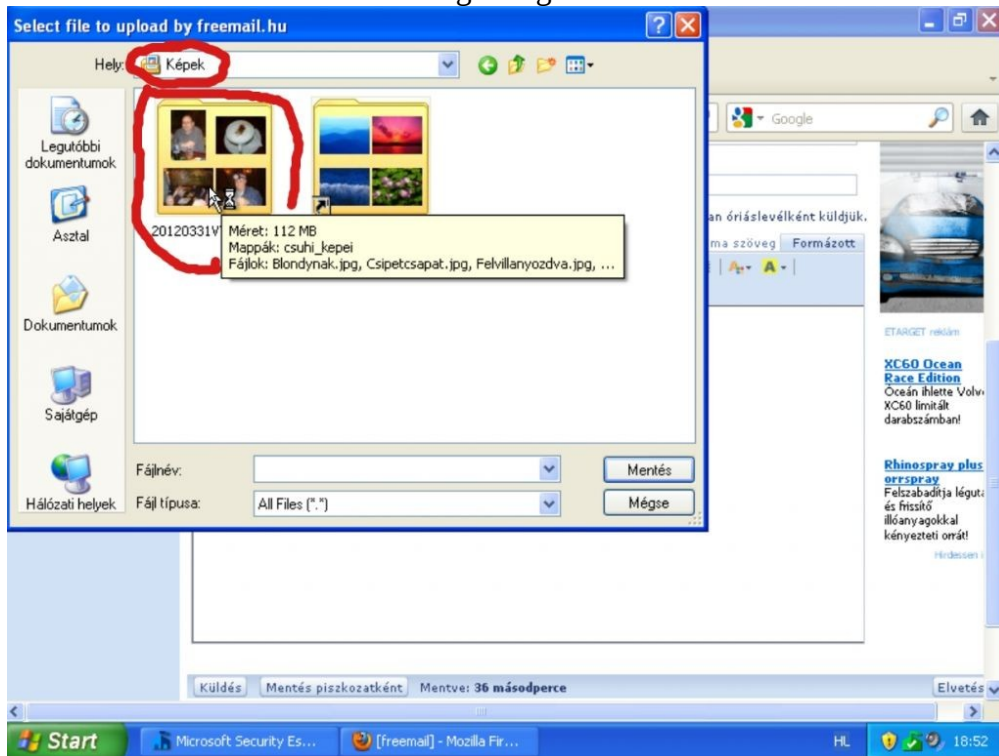 Select file to upload by freemail.hu
Hely:
Képek
Google
Legutóbbi
dokumentumok
Asztal
Dokumentumok
Sajátgép
Hálózati helyek
Méret: 112 MB
Mappák: csuhi_kepei
Fájlok: Blondynak.jpg, Csipetcsapat.jpg, Felvillanyozdva.jpg, ...
an óriáslevélként küldjük.
ma szöveg Formázott
ETARGET reklám
XC60 Ocean
Race Edition
Óceán ihlette Volv
XC60 limitált
darabszámban!
Rhinospray plus
orrspray
Felszabadítja légut
és frissítő
illóanyagokkal
kényezteti orrát!
Fájlnév:
Mentés
Fájl típusa:
All Files (".")
Mégse
Küldés
Mentés piszkozatként
Mentve: 36 másodperce
Elvetés
Start
Microsoft Security Es...
[freemail] - Mozilla Fir...
HL
18:52